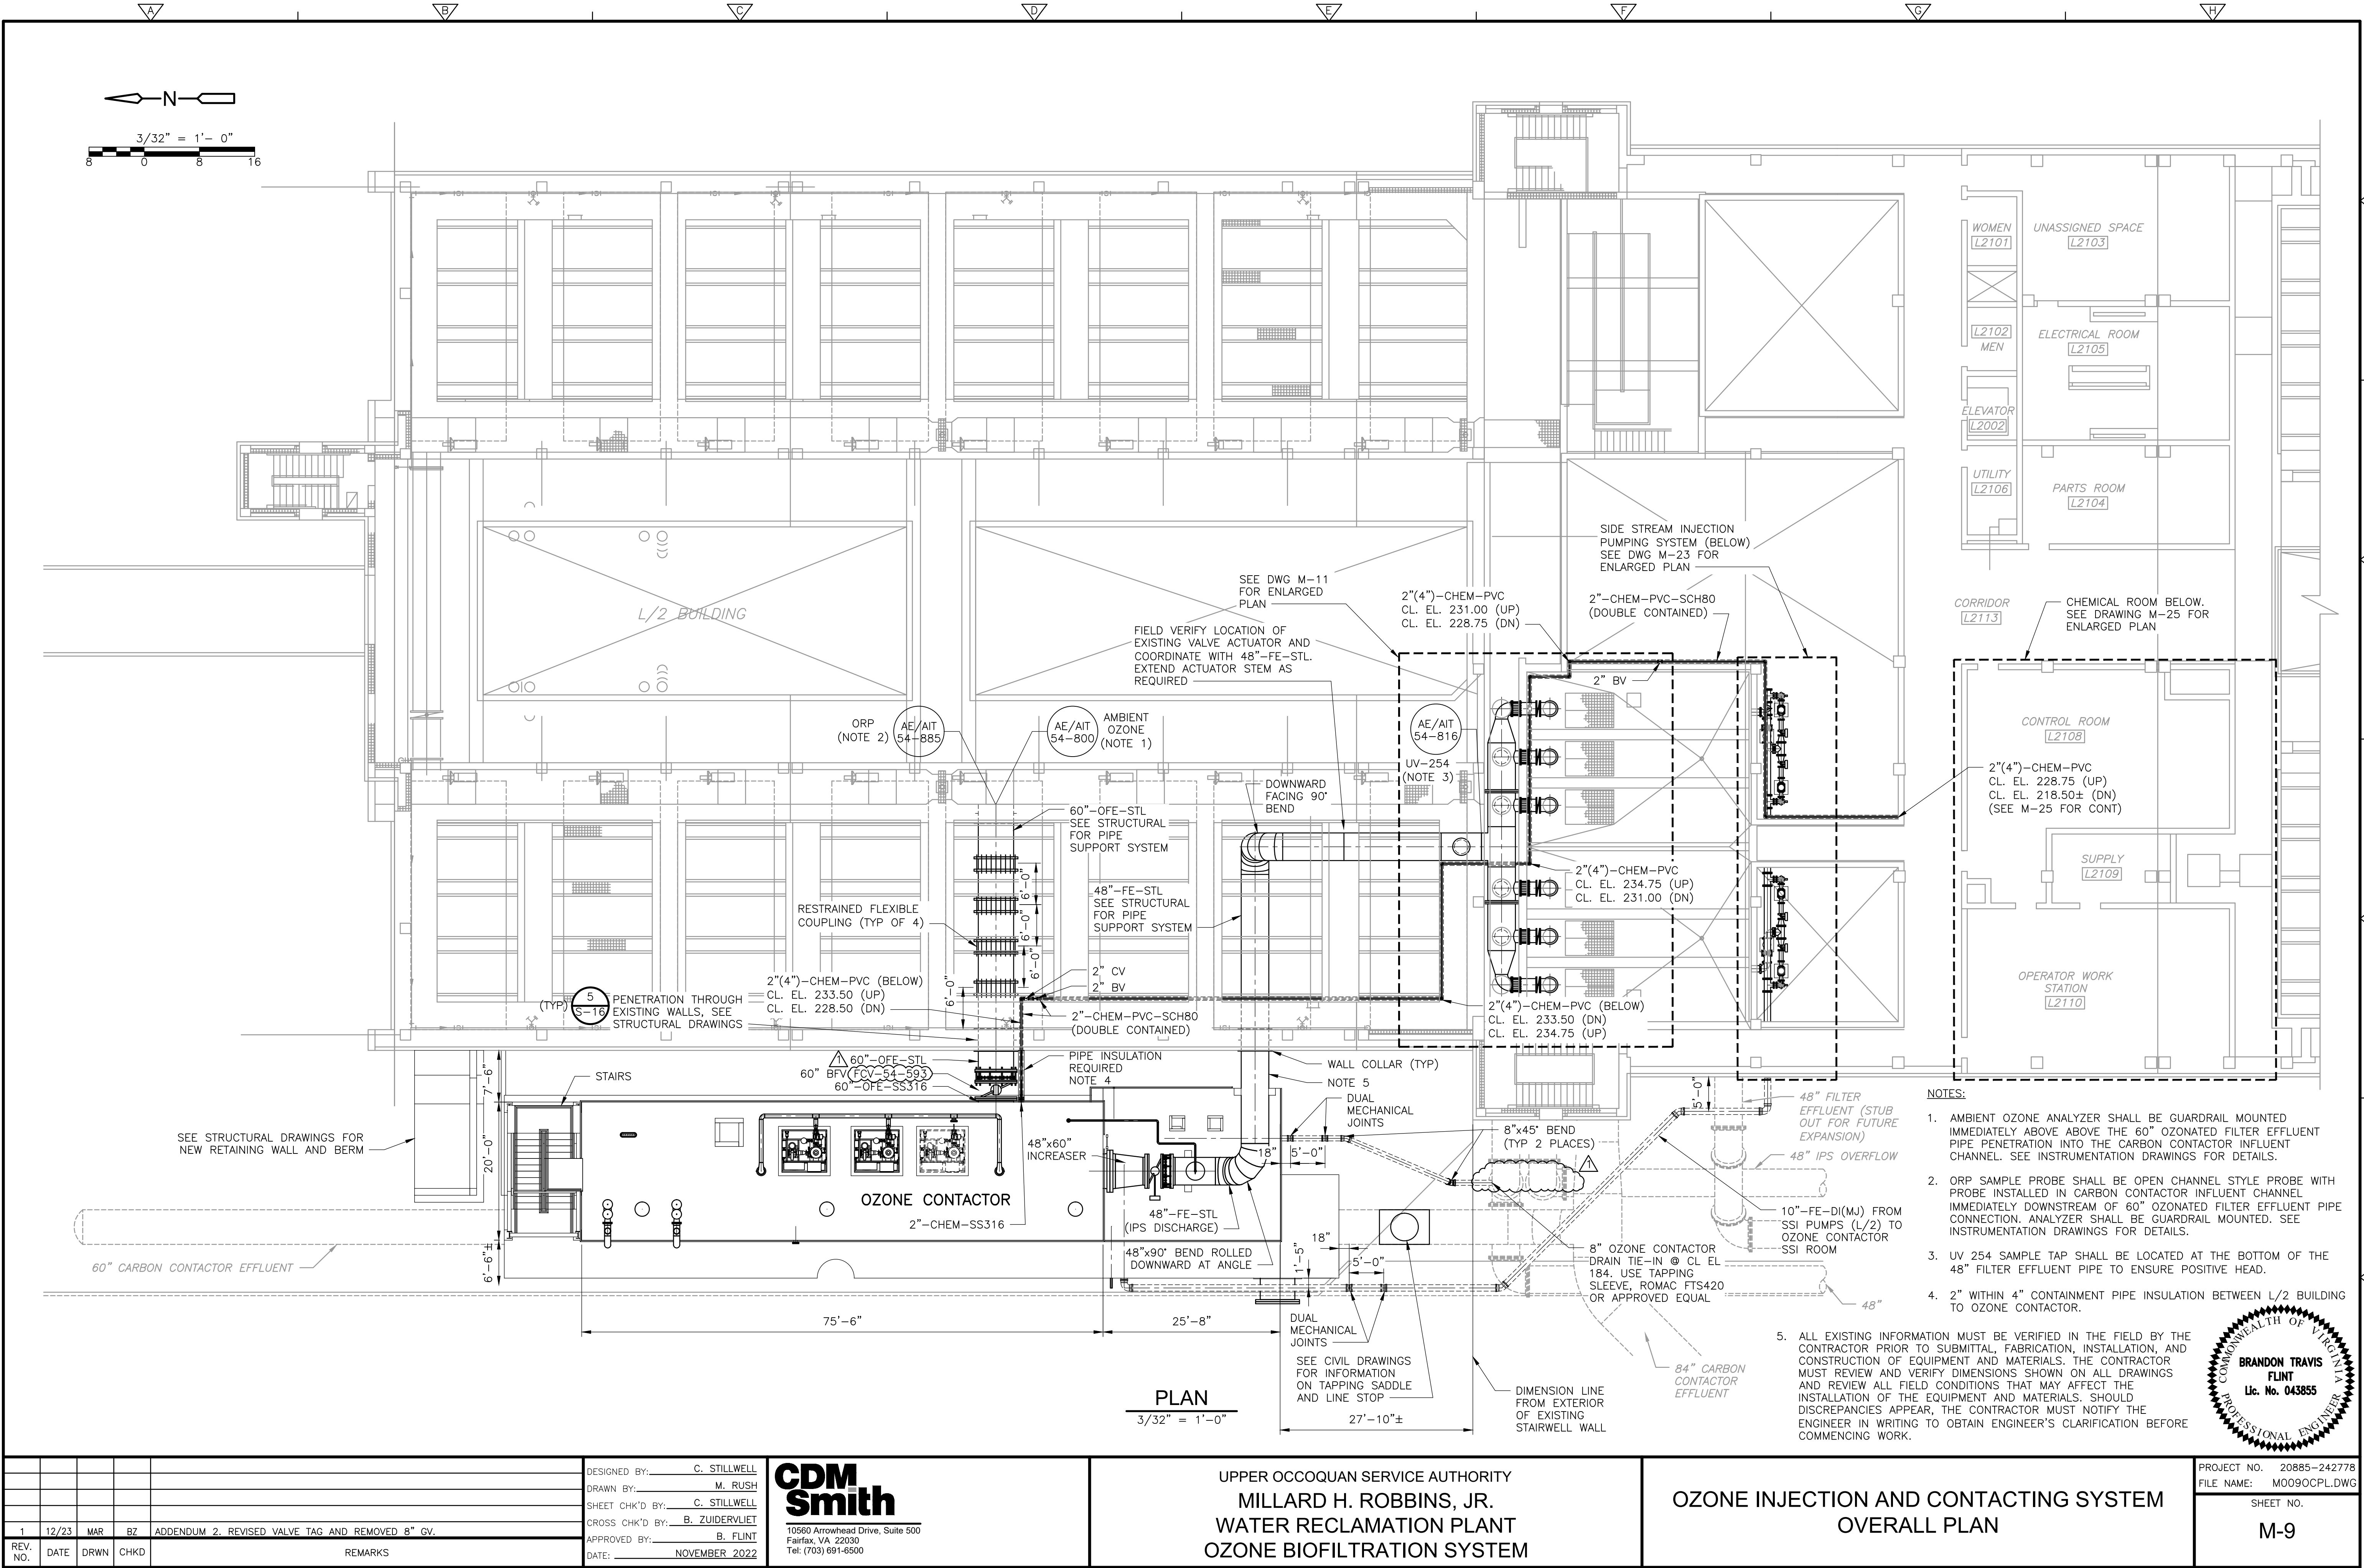 A
B
C
D
E
F
G
H
N
3/32" = 1'- 0"
8 0 8 16
WOMEN
L2101
UNASSIGNED SPACE
L2103
L2102
MEN
ELECTRICAL ROOM
L2105
ELEVATOR
L2002
UTILITY
L2106
PARTS ROOM
L2104
SIDE STREAM INJECTION
PUMPING SYSTEM (BELOW)
SEE DWG M-23 FOR
ENLARGED PLAN
SEE DWG M-11
FOR ENLARGED
PLAN
2"(4")-CHEM-PVC
CL. EL. 231.00 (UP)
CL. EL. 228.75 (DN)
2"-CHEM-PVC-SCH80
(DOUBLE CONTAINED)
CORRIDOR
L2113
CHEMICAL ROOM BELOW.
SEE DRAWING M-25 FOR
ENLARGED PLAN
L/2 BUILDING
FIELD VERIFY LOCATION OF
EXISTING VALVE ACTUATOR AND
COORDINATE WITH 48"-FE-STL.
EXTEND ACTUATOR STEM AS
REQUIRED
2" BV
ORP
(NOTE 2)
AE/AIT
54-885
AE/AIT
54-800
AMBIENT
OZONE
(NOTE 1)
AE/AIT
54-816
UV-254
(NOTE 3)
CONTROL ROOM
L2108
DOWNWARD
FACING 90°
BEND
2"(4")-CHEM-PVC
CL. EL. 228.75 (UP)
CL. EL. 218.50± (DN)
(SEE M-25 FOR CONT)
60"-OFE-STL
SEE STRUCTURAL
FOR PIPE
SUPPORT SYSTEM
SUPPLY
L2109
2"(4")-CHEM-PVC
CL. EL. 234.75 (UP)
CL. EL. 231.00 (DN)
48"-FE-STL
SEE STRUCTURAL
FOR PIPE
SUPPORT SYSTEM
RESTRAINED FLEXIBLE
COUPLING (TYP OF 4)
6'-0"
6'-0"
6'-0"
6'-0"
2" CV
2" BV
2"(4")-CHEM-PVC (BELOW)
CL. EL. 233.50 (UP)
CL. EL. 228.50 (DN)
OPERATOR WORK
STATION
L2110
(TYP)
5
S-16
PENETRATION THROUGH
EXISTING WALLS, SEE
STRUCTURAL DRAWINGS
2"-CHEM-PVC-SCH80
(DOUBLE CONTAINED)
2"(4")-CHEM-PVC (BELOW)
CL. EL. 233.50 (DN)
CL. EL. 234.75 (UP)
1
60"-OFE-STL
60" BFV FCV-54-593
60"-OFE-SS316
PIPE INSULATION
REQUIRED
NOTE 4
WALL COLLAR (TYP)
NOTE 5
DUAL
MECHANICAL
JOINTS
STAIRS
7'-6"
20'-0"
6'-6"±
SEE STRUCTURAL DRAWINGS FOR
NEW RETAINING WALL AND BERM
48"x60"
INCREASER
18"
5'-0"
8"x45° BEND
(TYP 2 PLACES)
1
5'-0"
48" FILTER
EFFLUENT (STUB
OUT FOR FUTURE
EXPANSION)
48" IPS OVERFLOW
OZONE CONTACTOR
2"-CHEM-SS316
48"-FE-STL
(IPS DISCHARGE)
48"x90° BEND ROLLED
DOWNWARD AT ANGLE
18"
1'-5"
5'-0"
10"-FE-DI(MJ) FROM
SSI PUMPS (L/2) TO
OZONE CONTACTOR
SSI ROOM
8" OZONE CONTACTOR
DRAIN TIE-IN @ CL EL
184. USE TAPPING
SLEEVE, ROMAC FTS420
OR APPROVED EQUAL
60" CARBON CONTACTOR EFFLUENT
48"
75'-6"
25'-8"
DUAL
MECHANICAL
JOINTS
SEE CIVIL DRAWINGS
FOR INFORMATION
ON TAPPING SADDLE
AND LINE STOP
27'-10"±
DIMENSION LINE
FROM EXTERIOR
OF EXISTING
STAIRWELL WALL
84" CARBON
CONTACTOR
EFFLUENT
PLAN
3/32" = 1'-0"
NOTES:
1. AMBIENT OZONE ANALYZER SHALL BE GUARDRAIL MOUNTED
IMMEDIATELY ABOVE ABOVE THE 60" OZONATED FILTER EFFLUENT
PIPE PENETRATION INTO THE CARBON CONTACTOR INFLUENT
CHANNEL. SEE INSTRUMENTATION DRAWINGS FOR DETAILS.
2. ORP SAMPLE PROBE SHALL BE OPEN CHANNEL STYLE PROBE WITH
PROBE INSTALLED IN CARBON CONTACTOR INFLUENT CHANNEL
IMMEDIATELY DOWNSTREAM OF 60" OZONATED FILTER EFFLUENT PIPE
CONNECTION. ANALYZER SHALL BE GUARDRAIL MOUNTED. SEE
INSTRUMENTATION DRAWINGS FOR DETAILS.
3. UV 254 SAMPLE TAP SHALL BE LOCATED AT THE BOTTOM OF THE
48" FILTER EFFLUENT PIPE TO ENSURE POSITIVE HEAD.
4. 2" WITHIN 4" CONTAINMENT PIPE INSULATION BETWEEN L/2 BUILDING
TO OZONE CONTACTOR.
5. ALL EXISTING INFORMATION MUST BE VERIFIED IN THE FIELD BY THE
CONTRACTOR PRIOR TO SUBMITTAL, FABRICATION, INSTALLATION, AND
CONSTRUCTION OF EQUIPMENT AND MATERIALS. THE CONTRACTOR
MUST REVIEW AND VERIFY DIMENSIONS SHOWN ON ALL DRAWINGS
AND REVIEW ALL FIELD CONDITIONS THAT MAY AFFECT THE
INSTALLATION OF THE EQUIPMENT AND MATERIALS. SHOULD
DISCREPANCIES APPEAR, THE CONTRACTOR MUST NOTIFY THE
ENGINEER IN WRITING TO OBTAIN ENGINEER'S CLARIFICATION BEFORE
COMMENCING WORK.
COMMONWEALTH OF VIRGINIA
BRANDON TRAVIS
FLINT
Lic. No. 043855
PROFESSIONAL ENGINEER
1 12/23 MAR BZ ADDENDUM 2. REVISED VALVE TAG AND REMOVED 8" GV.
REV. NO. DATE DRWN CHKD REMARKS
DESIGNED BY: C. STILLWELL
DRAWN BY: M. RUSH
SHEET CHK'D BY: C. STILLWELL
CROSS CHK'D BY: B. ZUIDERVLIET
APPROVED BY: B. FLINT
DATE: NOVEMBER 2022
CDM
Smith
10560 Arrowhead Drive, Suite 500
Fairfax, VA 22030
Tel: (703) 691-6500
UPPER OCCOQUAN SERVICE AUTHORITY
MILLARD H. ROBBINS, JR.
WATER RECLAMATION PLANT
OZONE BIOFILTRATION SYSTEM
OZONE INJECTION AND CONTACTING SYSTEM
OVERALL PLAN
PROJECT NO. 20885-242778
FILE NAME: M009OCPL.DWG
SHEET NO.
M-9